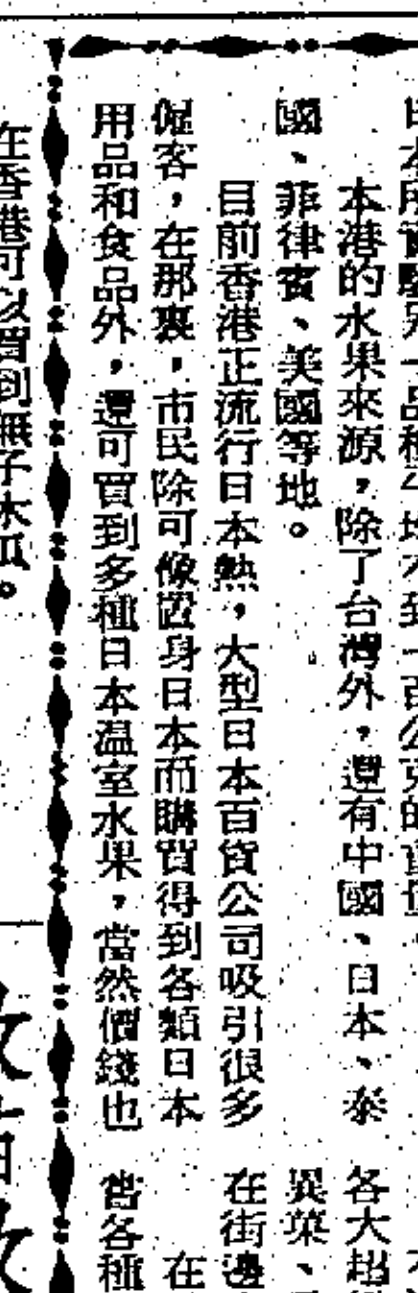 本港的水果來源，除了台灣外，還有中國、日本、泰
國、菲律賓、美國等地。
目前香港正流行日本熱，大型日本百貨公司吸引很多
倔客，在那裏，市民除可像置身日本而購買得到各類日本
用品和食品外，還可買到多種日本温室水果，當然價錢也
各大超
在街邊
在
售各種
在香港可以買到無子木瓜。